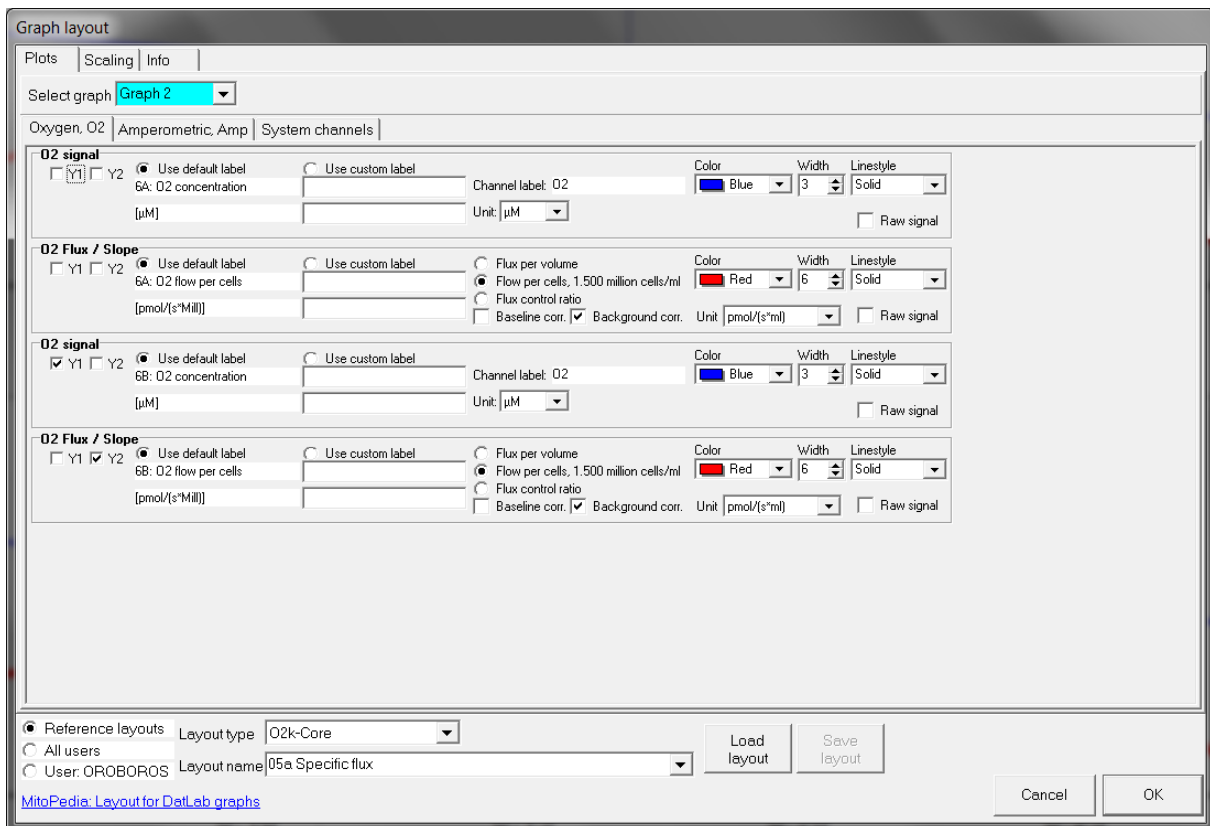 Graph layout
Plots Scaling Info
Select graph Graph 2
Oxygen, O2 Amperometric, Amp System channels
O2 signal
Y1 Y2 Use default label Use custom label Color Width Linestyle
6A: O2 concentration Channel label: O2 Blue 3 Solid
[µM] Unit: µM Raw signal
O2 Flux / Slope
Y1 Y2 Use default label Use custom label Flux per volume Color Width Linestyle
6A: O2 flow per cells Flow per cells, 1.500 million cells/ml Red 6 Solid
[pmol/(s*Mill)] Flux control ratio
Baseline corr. Background corr. Unit pmol/(s*ml) Raw signal
O2 signal
Y1 Y2 Use default label Use custom label Color Width Linestyle
6B: O2 concentration Channel label: O2 Blue 3 Solid
[µM] Unit: µM Raw signal
O2 Flux / Slope
Y1 Y2 Use default label Use custom label Flux per volume Color Width Linestyle
6B: O2 flow per cells Flow per cells, 1.500 million cells/ml Red 6 Solid
[pmol/(s*Mill)] Flux control ratio
Baseline corr. Background corr. Unit pmol/(s*ml) Raw signal
Reference layouts Layout type O2k-Core
All users
User: OROBOROS Layout name 05a Specific flux
Load layout Save layout
MitoPedia: Layout for DatLab graphs
Cancel OK